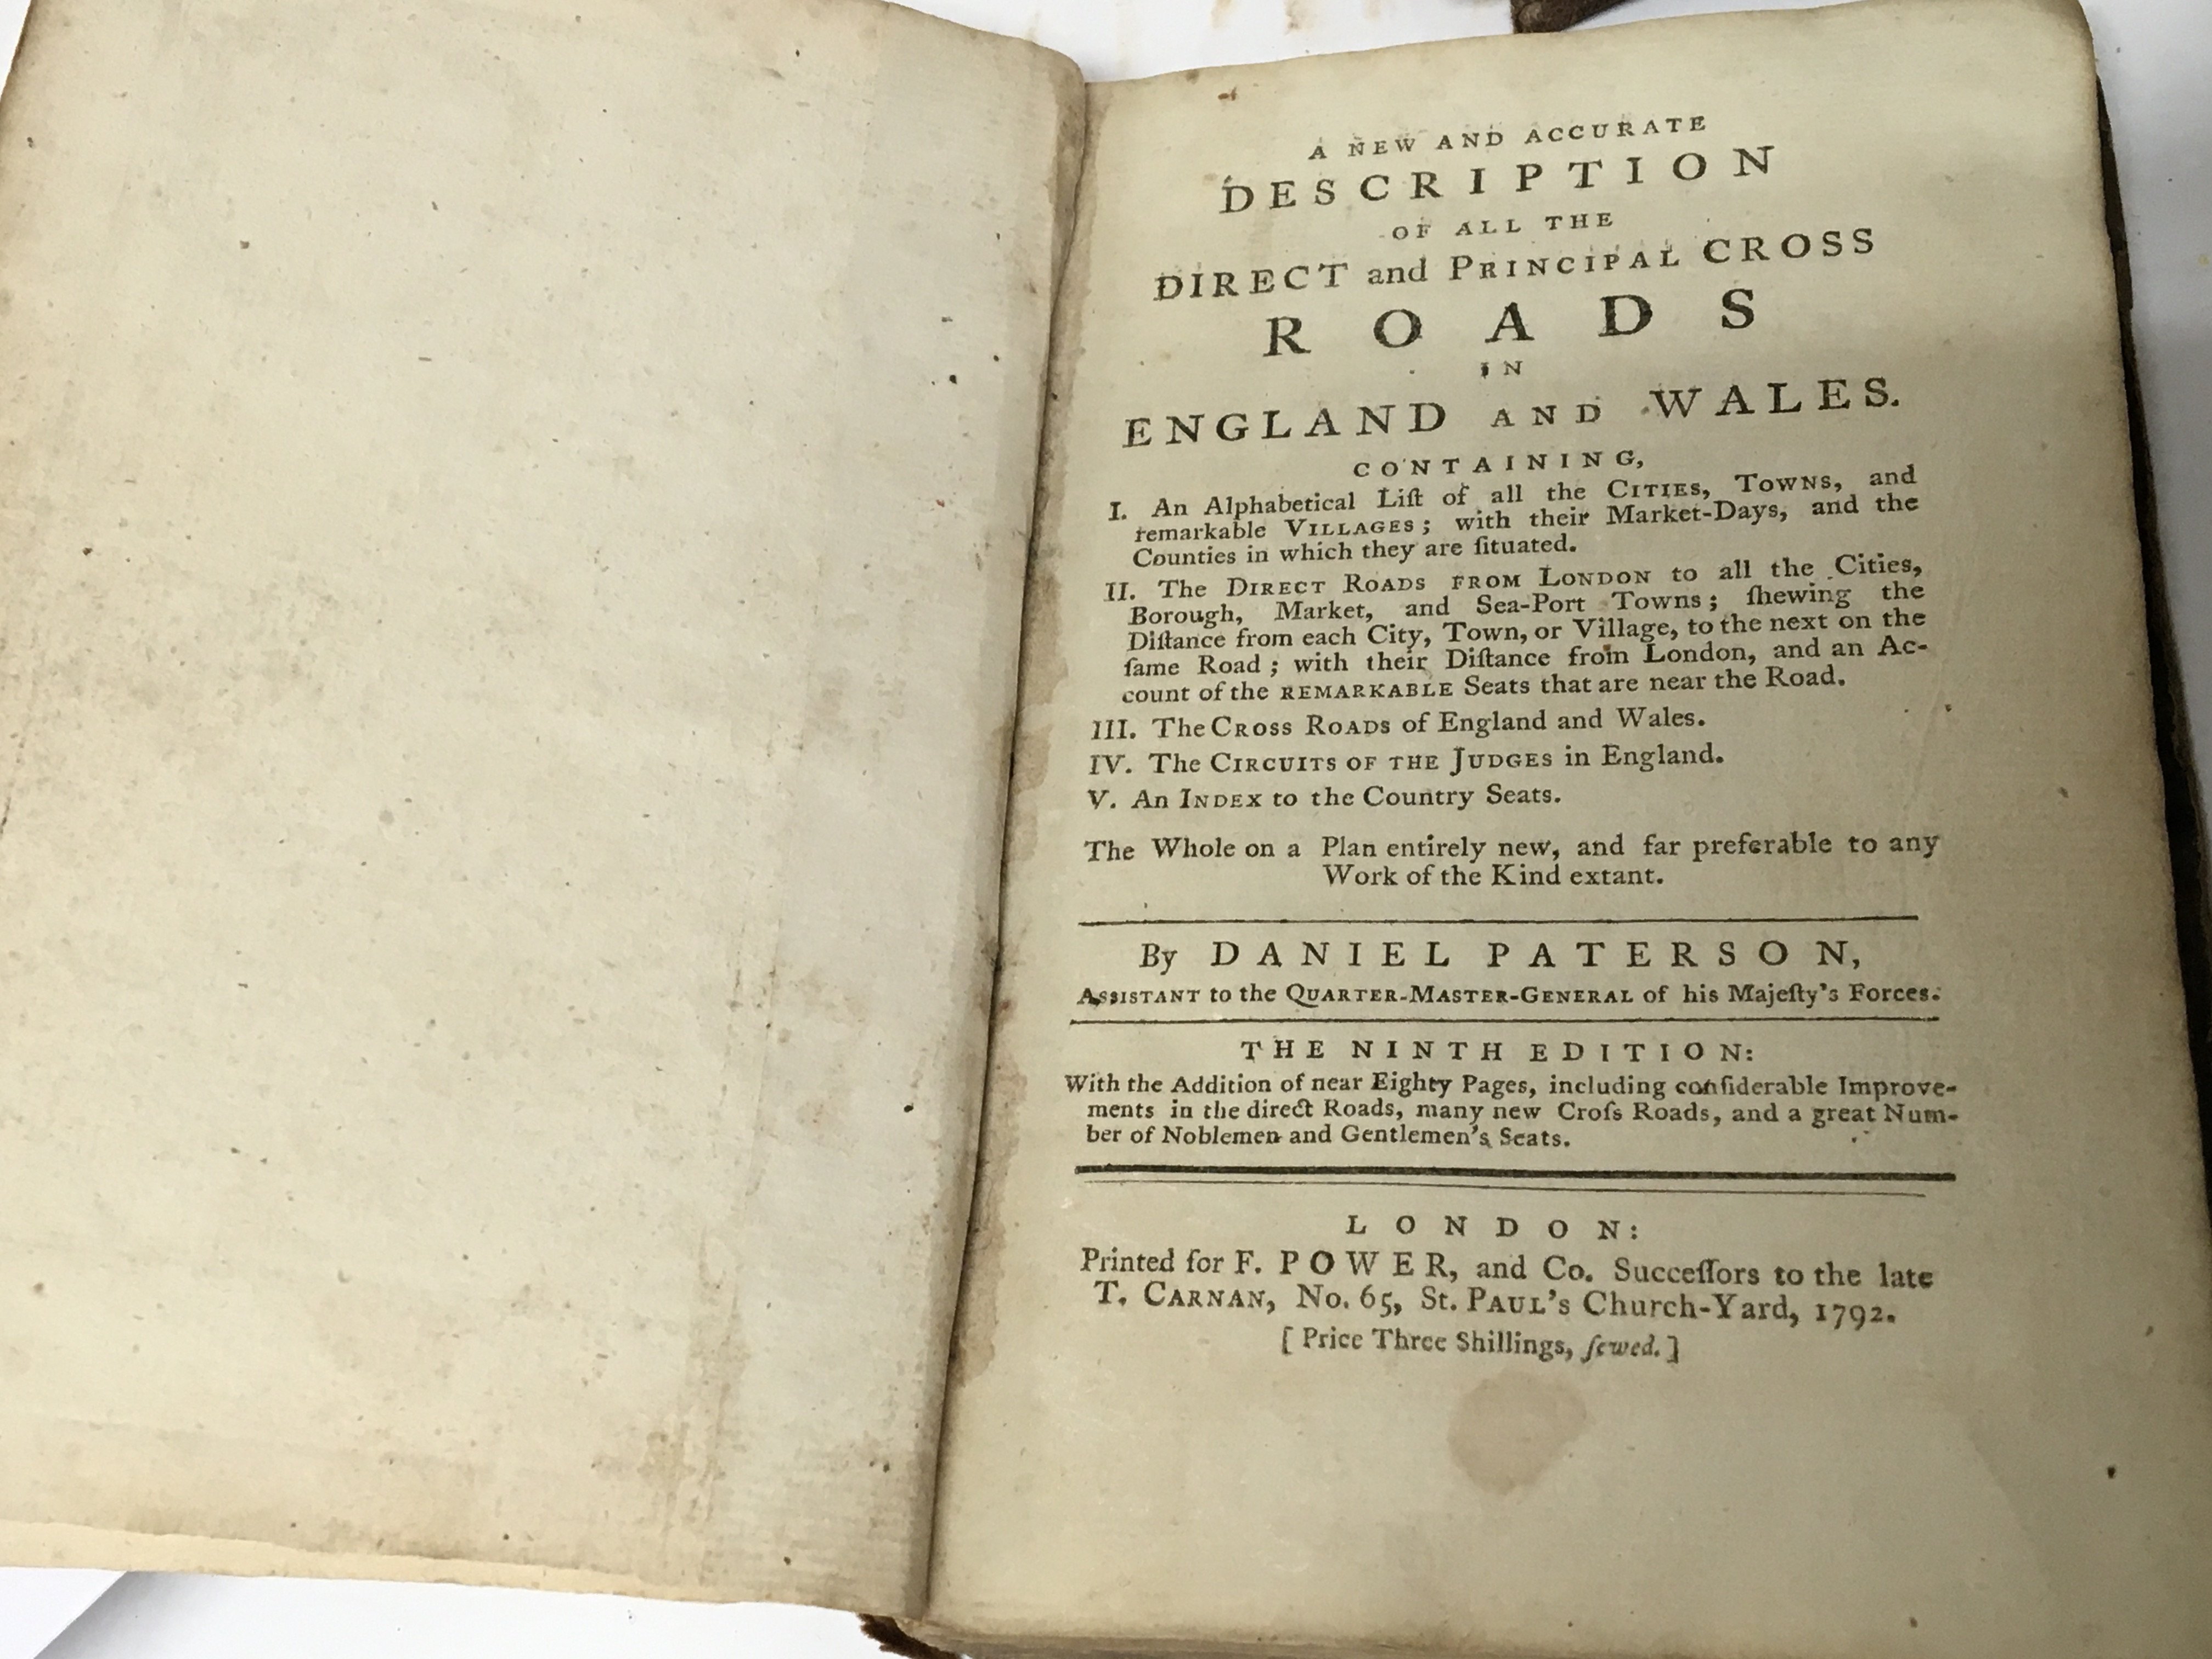 A NEW AND ACCURATE
DESCRIPTION
OF ALL THE
DIRECT and PRINCIPAL CROSS
ROADS
IN
ENGLAND AND WALES.
CONTAINING,
I. An Alphabetical Liſt of all the CITIES, TOWNS, and
remarkable VILLAGES; with their Market-Days, and the
Counties in which they are ſituated.
II. The DIRECT ROADS FROM LONDON to all the Cities,
Borough, Market, and Sea-Port Towns; ſhewing the
Diſtance from each City, Town, or Village, to the next on the
ſame Road; with their Diſtance from London, and an Ac-
count of the REMARKABLE Seats that are near the Road.
III. The CROSS ROADS of England and Wales.
IV. The CIRCUITS OF THE JUDGES in England.
V. An INDEX to the Country Seats.
The Whole on a Plan entirely new, and far preferable to any
Work of the Kind extant.
By DANIEL PATERSON,
ASSISTANT to the QUARTER-MASTER-GENERAL of his Majeſty's Forces.
THE NINTH EDITION:
With the Addition of near Eighty Pages, including conſiderable Improve-
ments in the direct Roads, many new Croſs Roads, and a great Num-
ber of Noblemen and Gentlemen's Seats.
LONDON:
Printed for F. POWER, and Co. Succeſſors to the late
T. CARNAN, No. 65, St. PAUL's Church-Yard, 1792.
[ Price Three Shillings, ſewed. ]